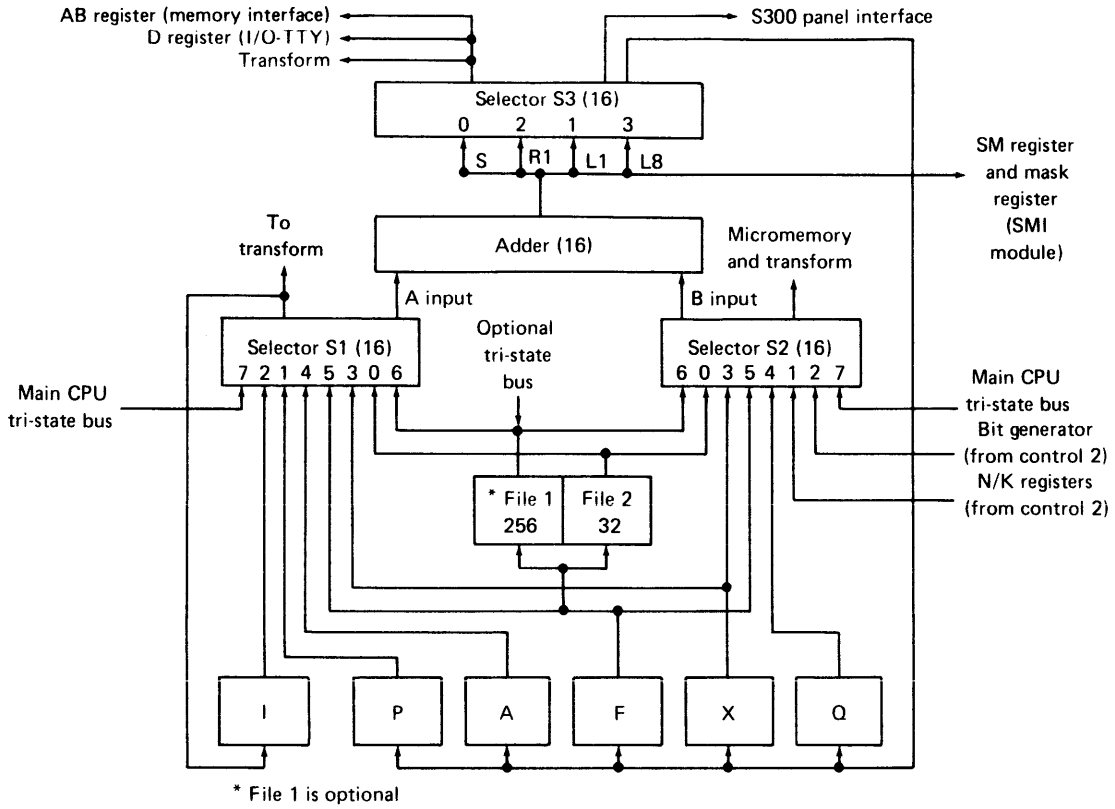 AB register (memory interface)
D register (I/O-TTY)
Transform
S300 panel interface
Selector S3 (16)
0 2 1 3
S R1 L1 L8
SM register
and mask
register
(SMI
module)
To
transform
Adder (16)
Micromemory
and transform
A input
B input
Optional
tri-state
bus
Selector S1 (16)
7 2 1 4 5 3 0 6
Selector S2 (16)
6 0 3 5 4 1 2 7
Main CPU
tri-state bus
Main CPU
tri-state bus
Bit generator
(from control 2)
N/K registers
(from control 2)
* File 1
256
File 2
32
I P A F X Q
* File 1 is optional